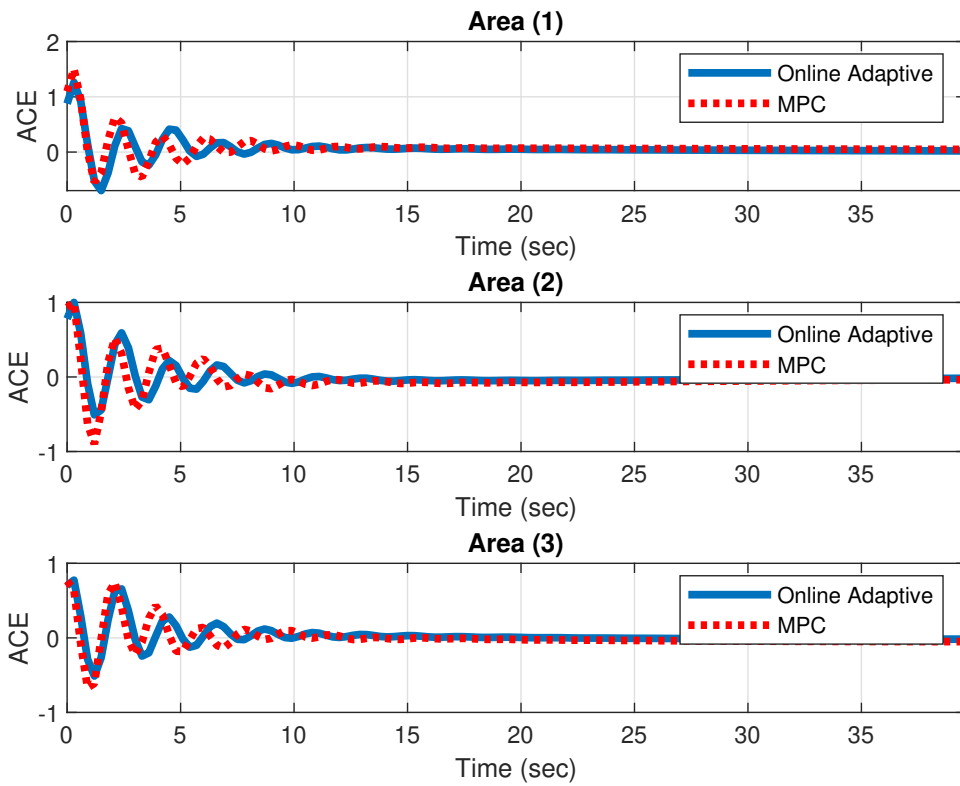 Area (1)
2
1
0
ACE
Online Adaptive
MPC
0 5 10 15 20 25 30 35
Time (sec)
Area (2)
1
0
-1
ACE
Online Adaptive
MPC
0 5 10 15 20 25 30 35
Time (sec)
Area (3)
1
0
-1
ACE
Online Adaptive
MPC
0 5 10 15 20 25 30 35
Time (sec)